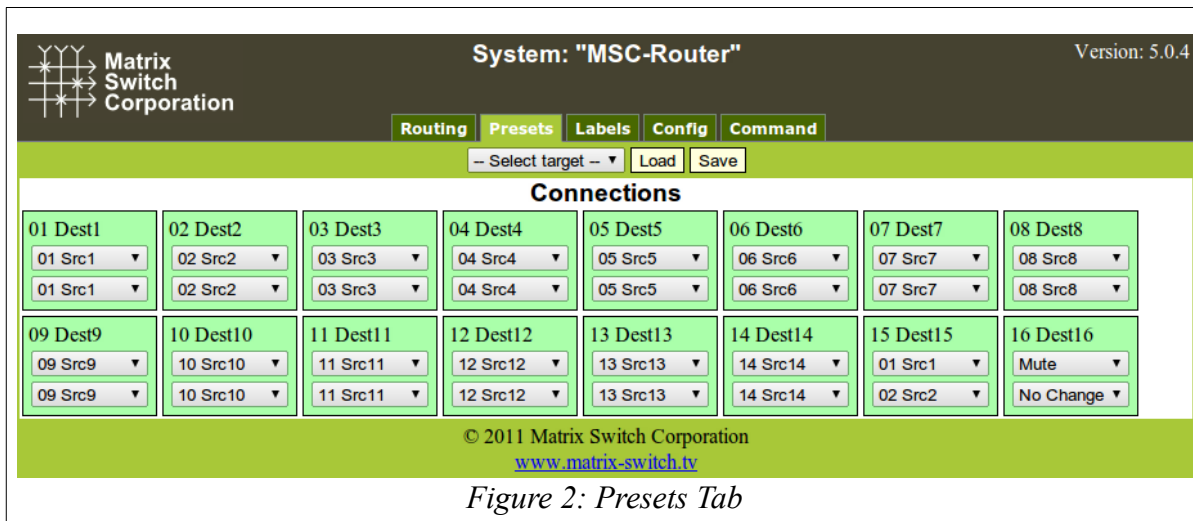 Matrix
Switch
Corporation
System: "MSC-Router"
Version: 5.0.4
Routing Presets Labels Config Command
-- Select target -- Load Save
Connections
01 Dest1 02 Dest2 03 Dest3 04 Dest4 05 Dest5 06 Dest6 07 Dest7 08 Dest8
01 Src1 02 Src2 03 Src3 04 Src4 05 Src5 06 Src6 07 Src7 08 Src8
01 Src1 02 Src2 03 Src3 04 Src4 05 Src5 06 Src6 07 Src7 08 Src8
09 Dest9 10 Dest10 11 Dest11 12 Dest12 13 Dest13 14 Dest14 15 Dest15 16 Dest16
09 Src9 10 Src10 11 Src11 12 Src12 13 Src13 14 Src14 01 Src1 Mute
09 Src9 10 Src10 11 Src11 12 Src12 13 Src13 14 Src14 02 Src2 No Change
© 2011 Matrix Switch Corporation
www.matrix-switch.tv
Figure 2: Presets Tab